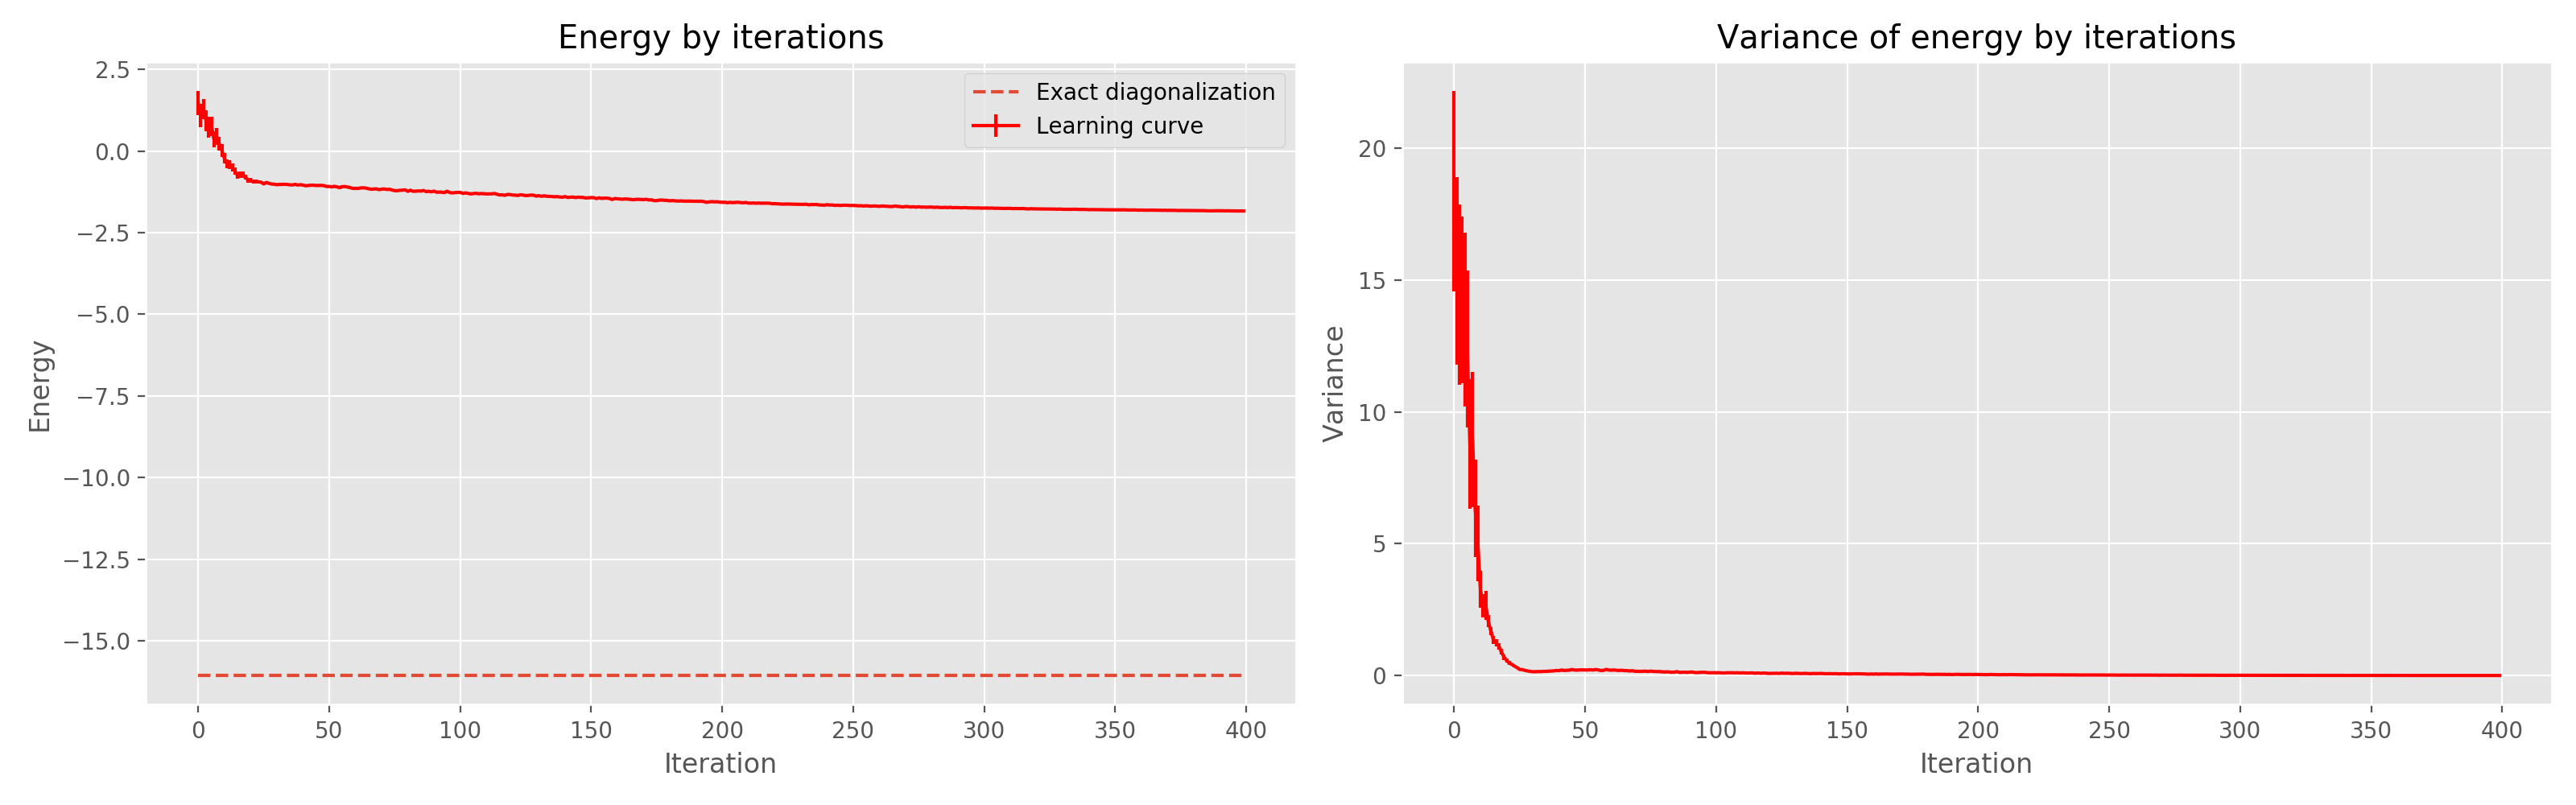 Energy by iterations
2.5
0.0
−2.5
−5.0
−7.5
−10.0
−12.5
−15.0
Energy
Exact diagonalization
Learning curve
0 50 100 150 200 250 300 350 400
Iteration
Variance of energy by iterations
20
15
10
5
0
Variance
0 50 100 150 200 250 300 350 400
Iteration